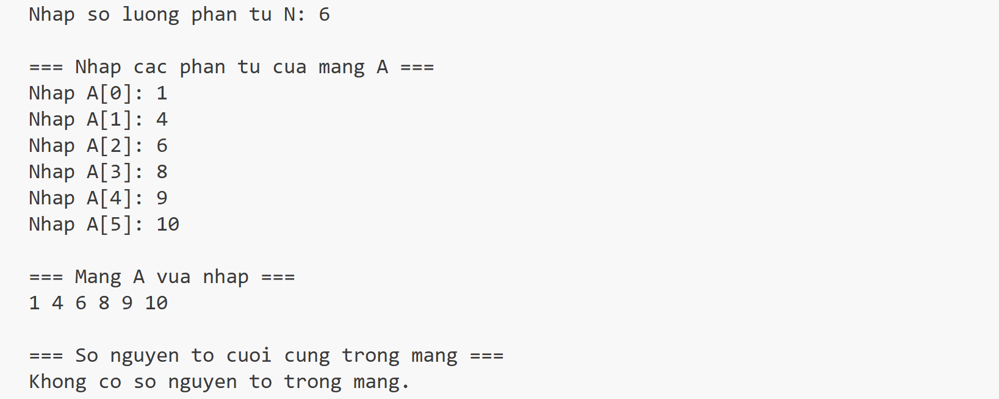 Nhap so luong phan tu N: 6
=== Nhap cac phan tu cua mang A ===
Nhap A[0]: 1
Nhap A[1]: 4
Nhap A[2]: 6
Nhap A[3]: 8
Nhap A[4]: 9
Nhap A[5]: 10
=== Mang A vua nhap ===
1 4 6 8 9 10
=== So nguyen to cuoi cung trong mang ===
Khong co so nguyen to trong mang.